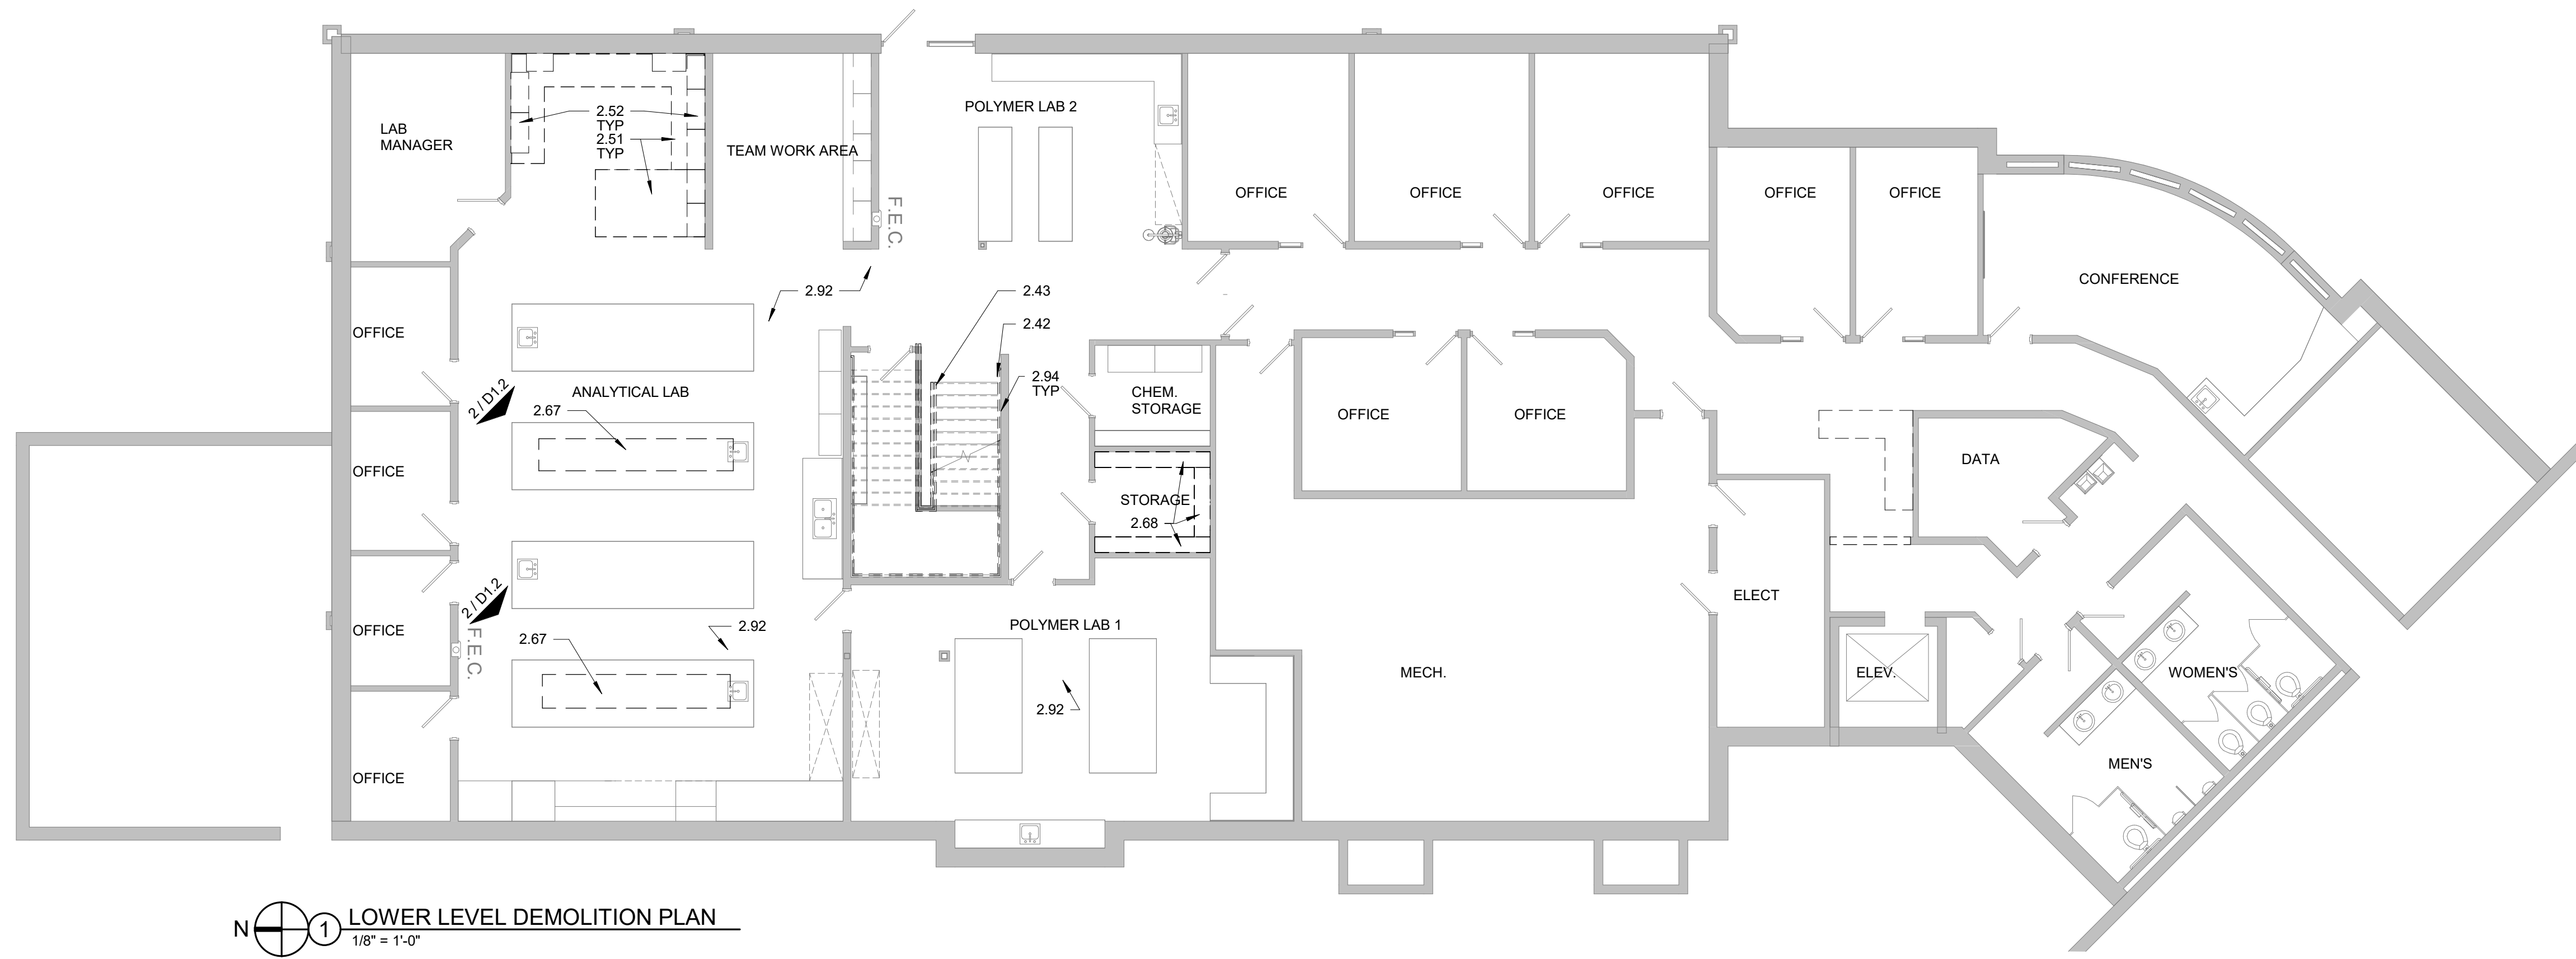 POLYMER LAB 2
2.52
TYP
2.51
TYP
LAB
MANAGER
TEAM WORK AREA
OFFICE
OFFICE
OFFICE
OFFICE
OFFICE
F.E.C.
CONFERENCE
2.92
2.43
2.42
OFFICE
2.94
TYP
ANALYTICAL LAB
2.67
2 / D1.2
CHEM.
STORAGE
OFFICE
OFFICE
DATA
OFFICE
STORAGE
2.68
ELECT
2 / D1.2
OFFICE
2.92
POLYMER LAB 1
2.67
F.E.C.
MECH.
ELEV.
WOMEN'S
2.92
OFFICE
MEN'S
N
1
LOWER LEVEL DEMOLITION PLAN
1/8" = 1'-0"